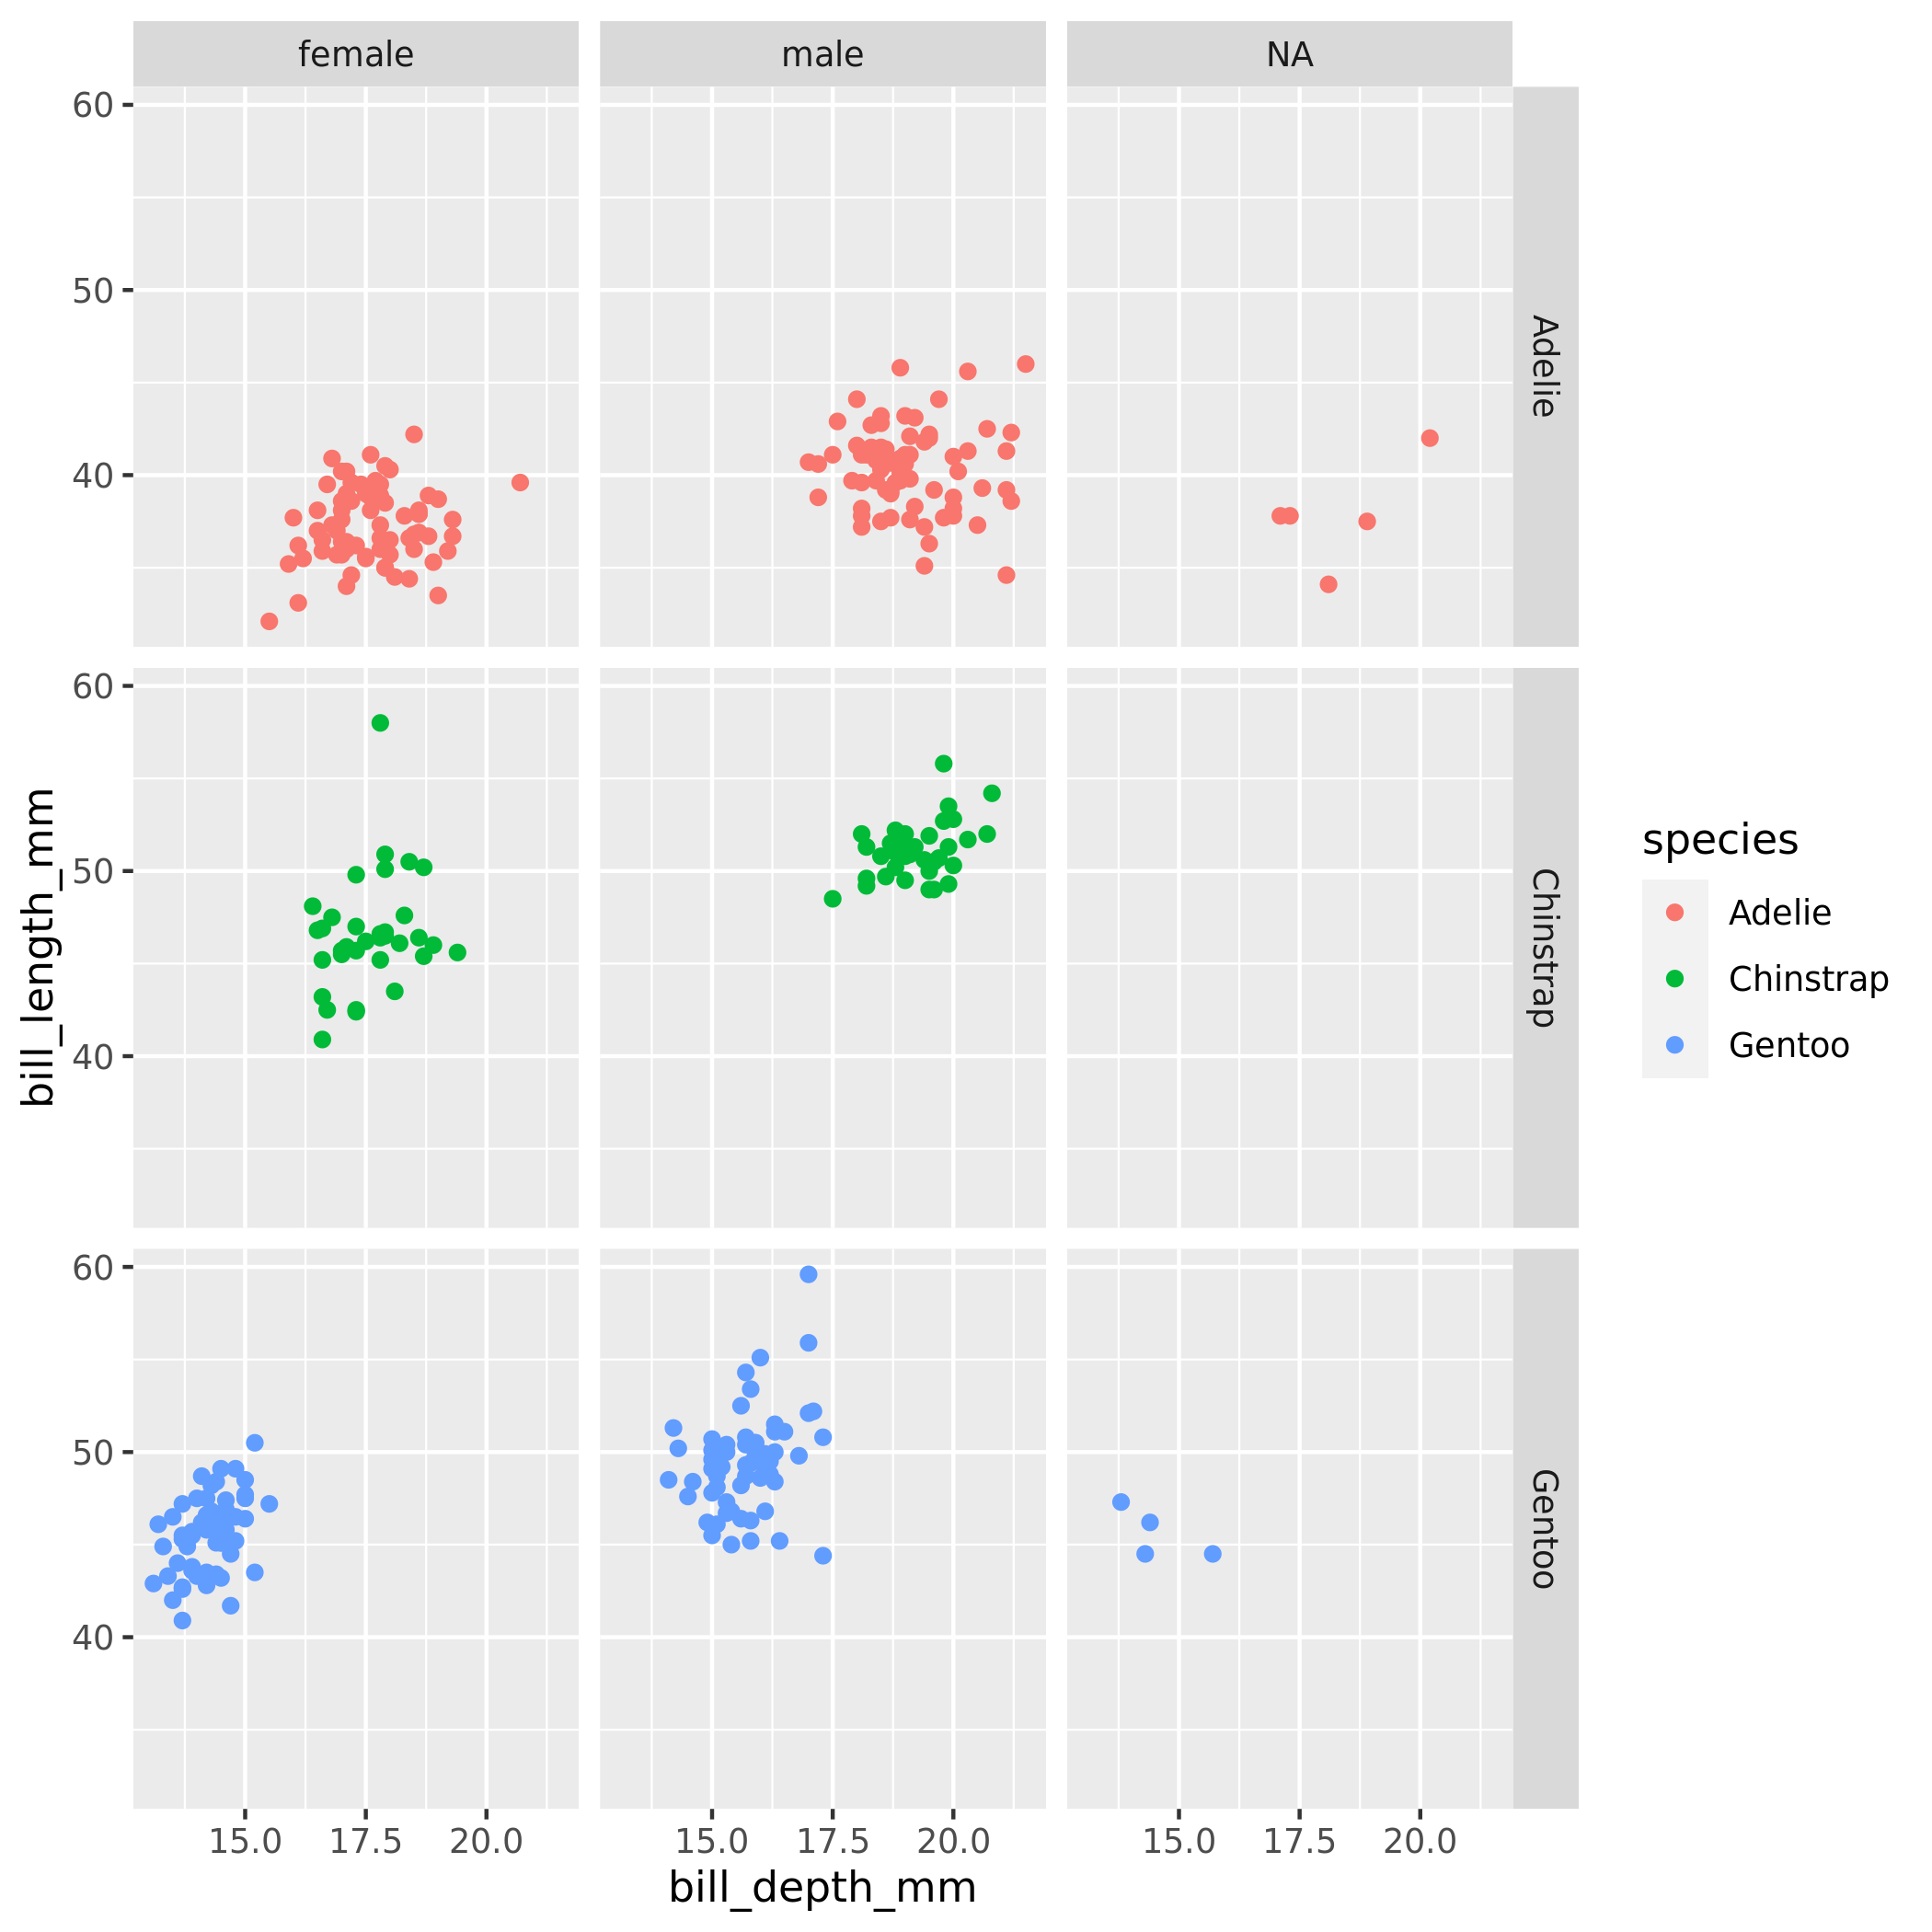 female male NA
60
50
40
Adelie
60
50
40
Chinstrap
60
50
40
Gentoo
15.0 17.5 20.0 15.0 17.5 20.0 15.0 17.5 20.0
bill_depth_mm
bill_length_mm
species
Adelie
Chinstrap
Gentoo